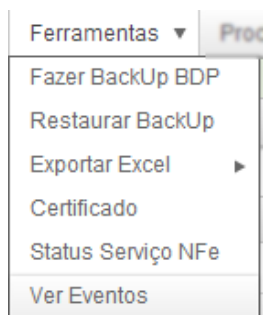 Ferramentas ▼
Fazer BackUp BDP
Restaurar BackUp
Exportar Excel ►
Certificado
Status Serviço NFe
Ver Eventos